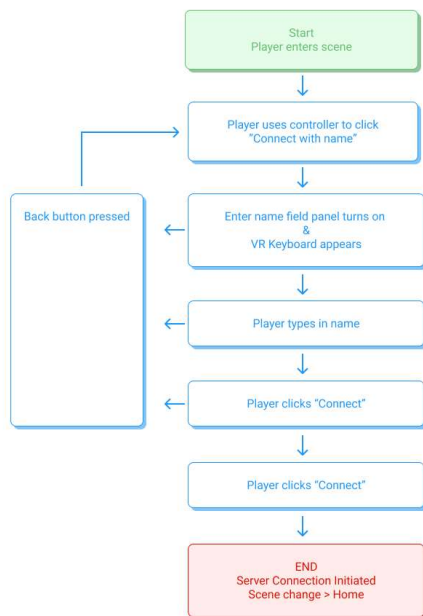 Start
Player enters scene
Player uses controller to click
"Connect with name"
Back button pressed
Enter name field panel turns on
&
VR Keyboard appears
Player types in name
Player clicks "Connect"
Player clicks "Connect"
END
Server Connection Initiated
Scene change > Home